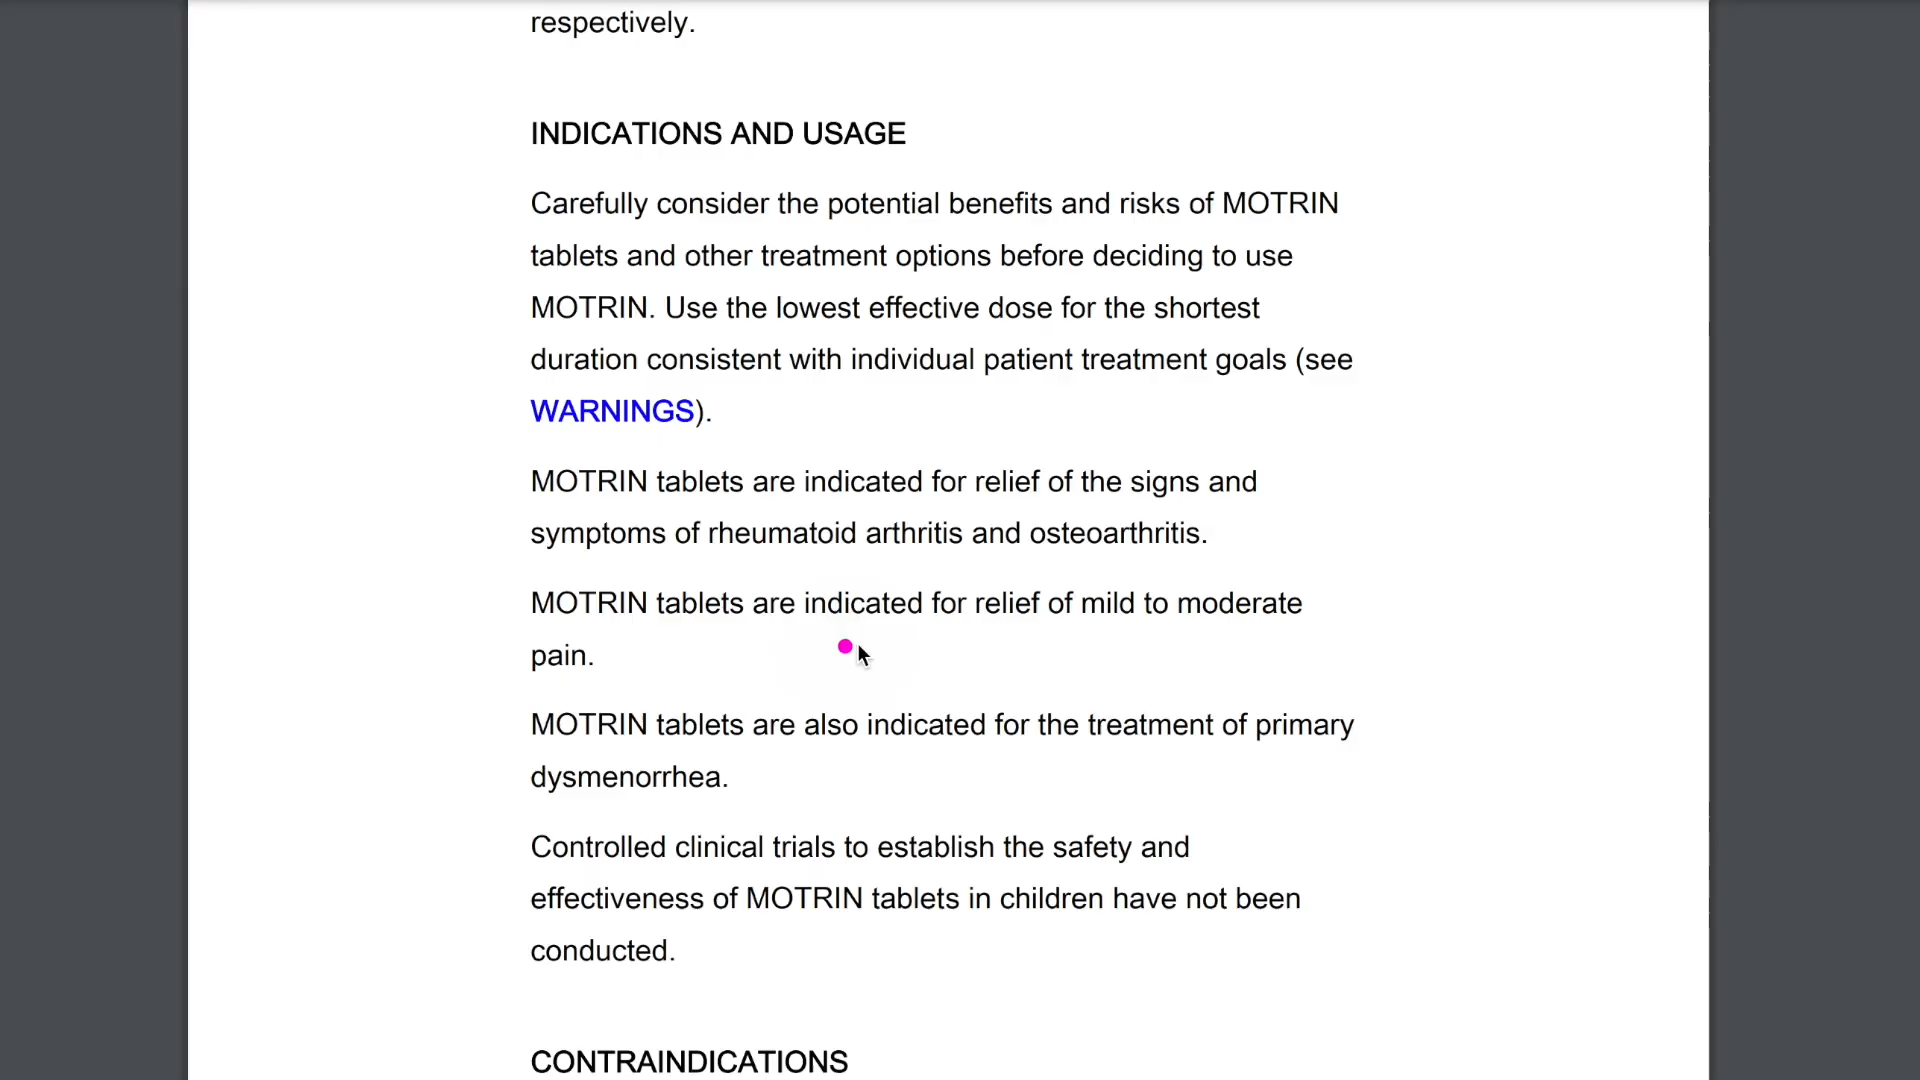 respectively.
INDICATIONS AND USAGE
Carefully consider the potential benefits and risks of MOTRIN
tablets and other treatment options before deciding to use
MOTRIN. Use the lowest effective dose for the shortest
duration consistent with individual patient treatment goals (see
WARNINGS).
MOTRIN tablets are indicated for relief of the signs and
symptoms of rheumatoid arthritis and osteoarthritis.
MOTRIN tablets are indicated for relief of mild to moderate
pain.
MOTRIN tablets are also indicated for the treatment of primary
dysmenorrhea.
Controlled clinical trials to establish the safety and
effectiveness of MOTRIN tablets in children have not been
conducted.
CONTRAINDICATIONS